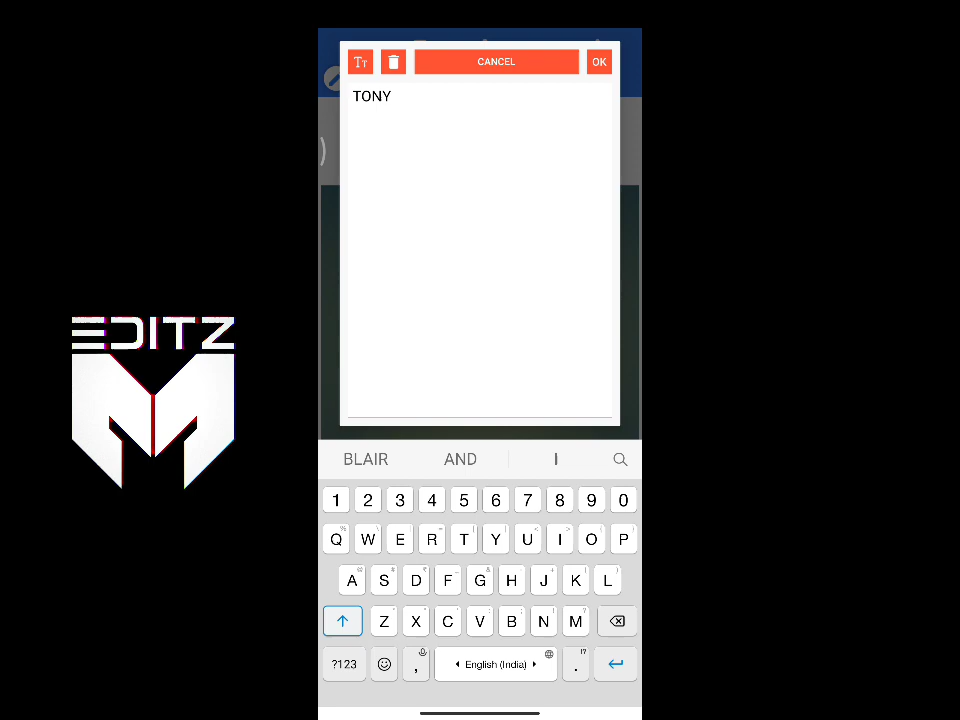 Tт CANCEL OK
TONY
EDITZ
M
BLAIR AND I
1 2 3 4 5 6 7 8 9 0
Q W E R T Y U I O P
A S D F G H J K L
Z X C V B N M
?123 , English (India) .